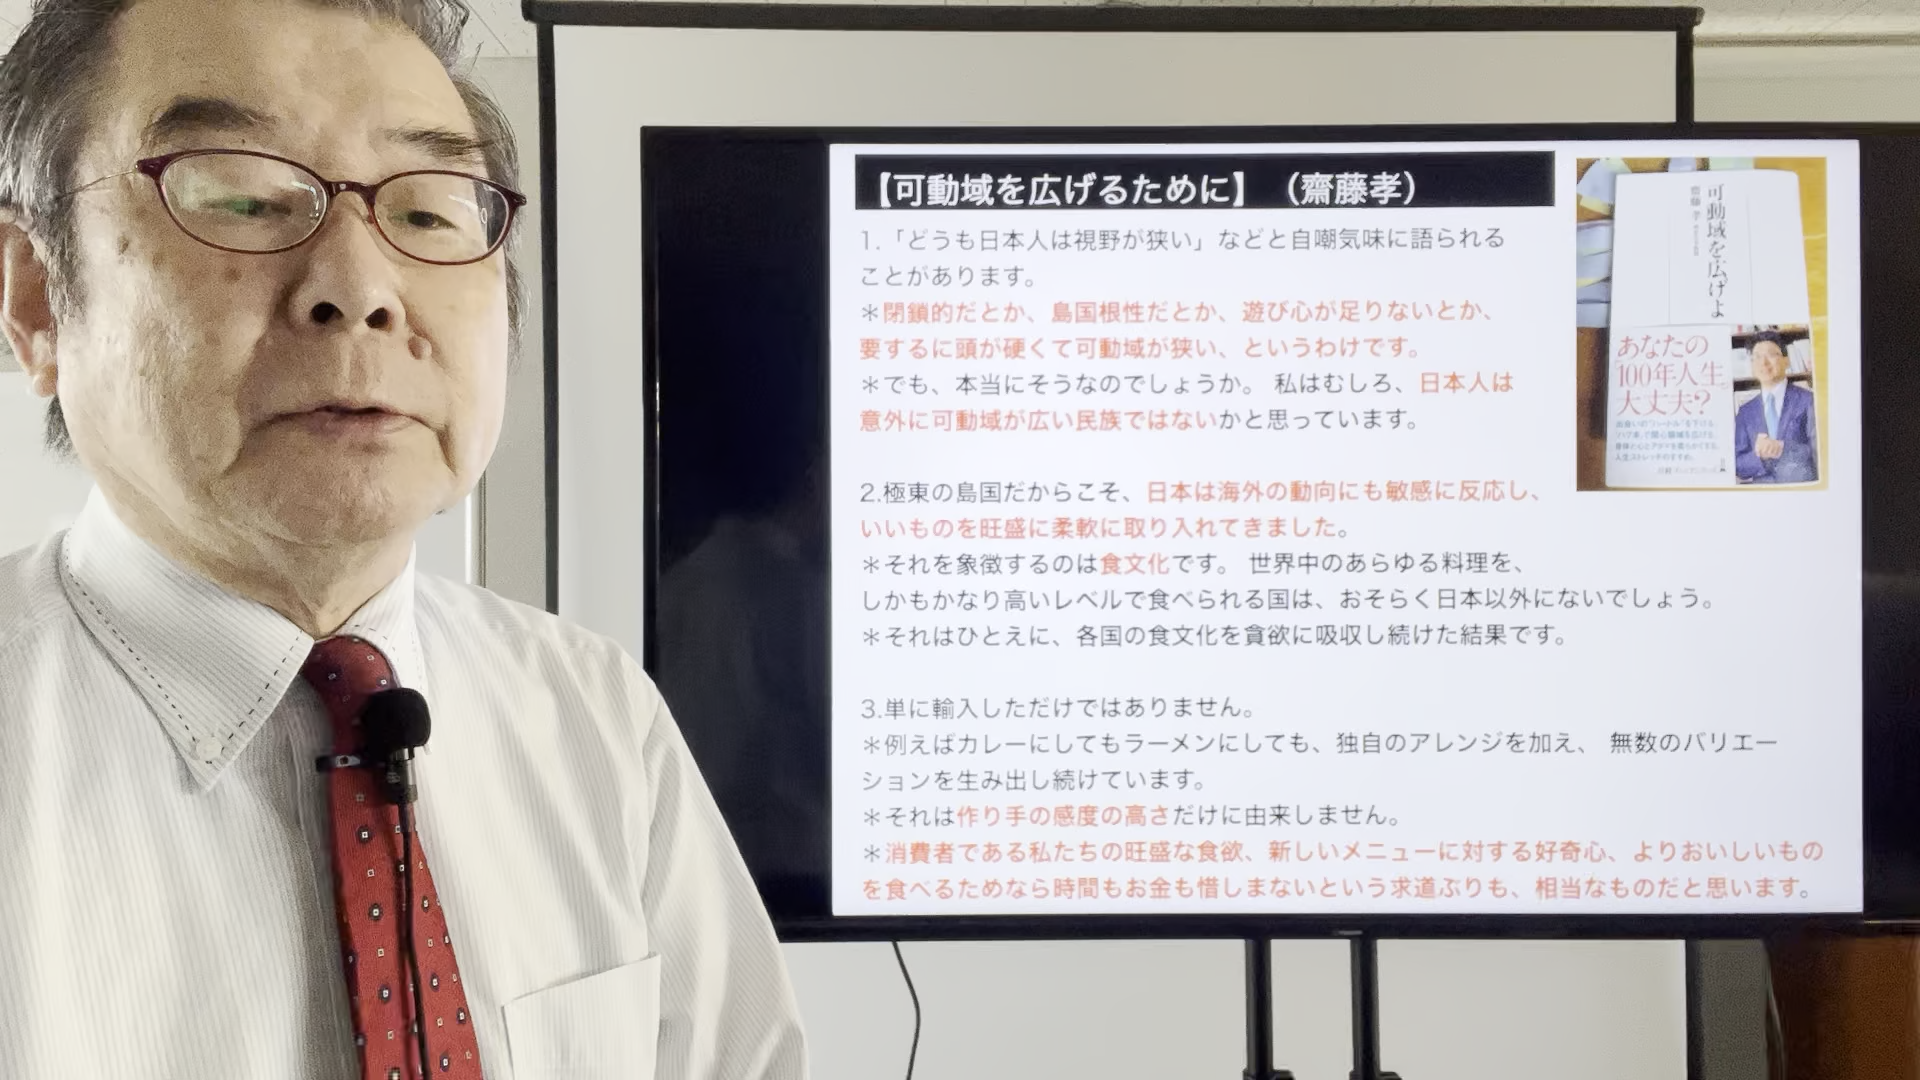 【可動域を広げるために】（齋藤孝）
1.「どうも日本人は視野が狭い」などと自嘲気味に語られる
ことがあります。
＊閉鎖的だとか、島国根性だとか、遊び心が足りないとか、
要するに頭が硬くて可動域が狭い、というわけです。
＊でも、本当にそうなのでしょうか。 私はむしろ、日本人は
意外に可動域が広い民族ではないかと思っています。
2.極東の島国だからこそ、日本は海外の動向にも敏感に反応し、
いいものを旺盛に柔軟に取り入れてきました。
＊それを象徴するのは食文化です。 世界中のあらゆる料理を、
しかもかなり高いレベルで食べられる国は、おそらく日本以外にないでしょう。
＊それはひとえに、各国の食文化を貪欲に吸収し続けた結果です。
3.単に輸入しただけではありません。
＊例えばカレーにしてもラーメンにしても、独自のアレンジを加え、 無数のバリエー
ションを生み出し続けています。
＊それは作り手の感度の高さだけに由来しません。
＊消費者である私たちの旺盛な食欲、新しいメニューに対する好奇心、よりおいしいもの
を食べるためなら時間もお金も惜しまないという求道ぶりも、相当なものだと思います。
可動域を広げよ
齋藤 孝
あなたの
「100年人生」
大丈夫?
人生ストレッチのすすめ。